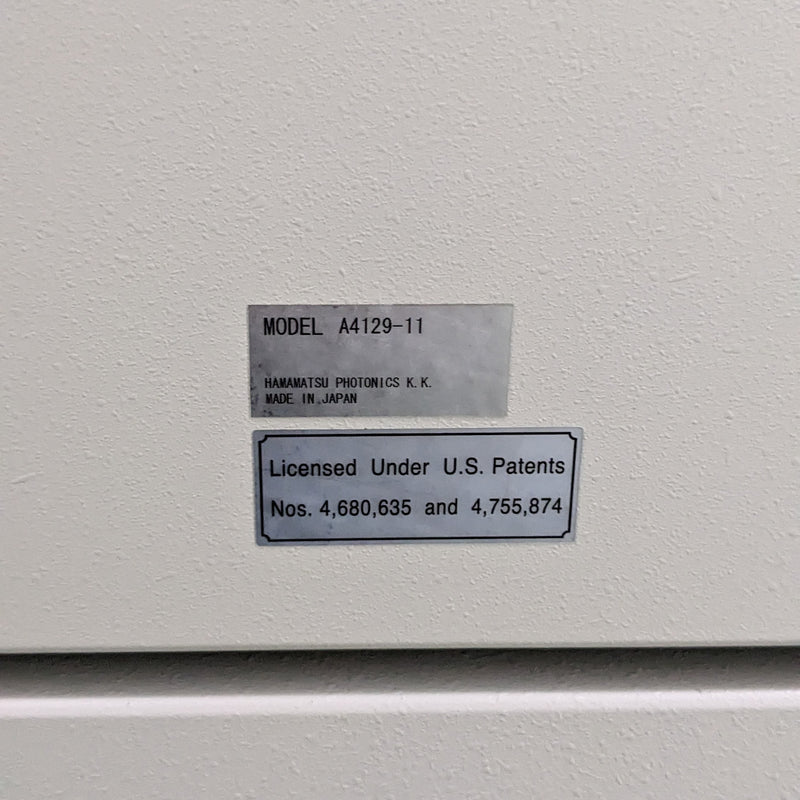 MODEL A4129-11
HAMAMATSU PHOTONICS K.K.
MADE IN JAPAN
Licensed Under U.S. Patents
Nos. 4,680,635 and 4,755,874